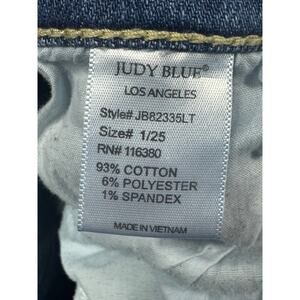 JUDY BLUE®
LOS ANGELES
Style# JB82335LT
Size# 1/25
RN# 116380
93% COTTON
6% POLYESTER
1% SPANDEX
MADE IN VIETNAM